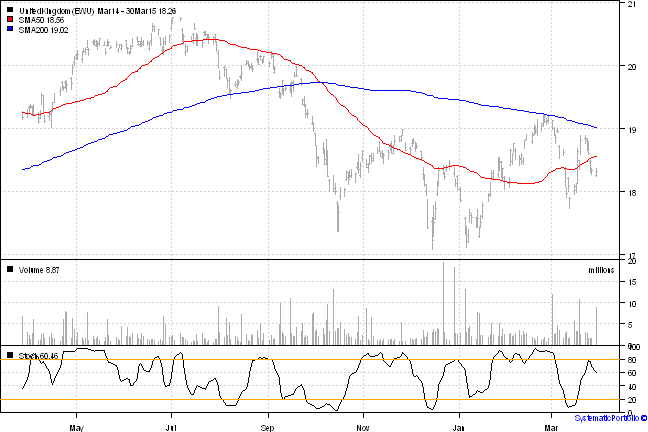 UnitedKingdom (EWU) Mar14 - 30Mar15 18.26
SMA50 18.56
SMA200 19.02
21
20
19
18
17
Volume 8.87
millions
20
15
10
5
Stoch 60.46
100
80
60
40
20
0
May
Jul
Sep
Nov
Jan
Mar
SystematicPortfolio ©